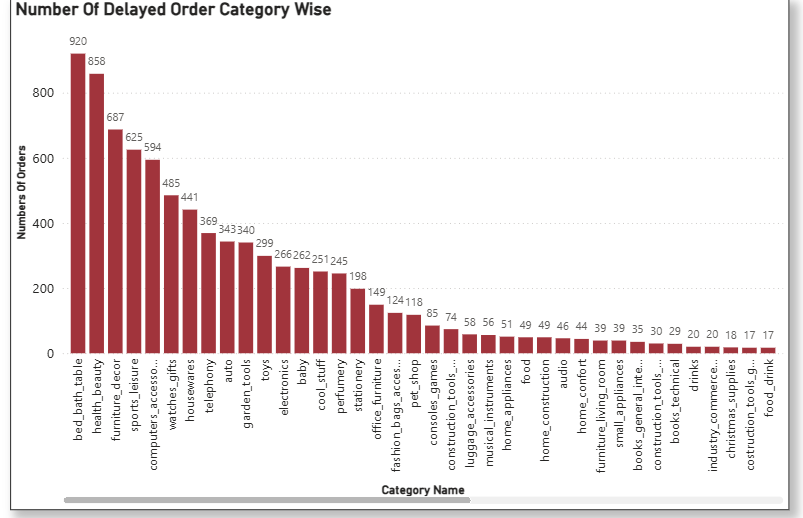 Number Of Delayed Order Category Wise
Numbers Of Orders
800
600
400
200
0
920
858
687
625
594
485
441
369
343
340
299
266
262
251
245
198
149
124
118
85
74
58
56
51
49
49
46
44
39
39
35
30
29
20
20
18
17
17
bed_bath_table
health_beauty
furniture_decor
sports_leisure
computers_accesso...
watches_gifts
housewares
telephony
auto
garden_tools
toys
electronics
baby
cool_stuff
perfumery
stationery
office_furniture
fashion_bags_acces...
pet_shop
consoles_games
construction_tools_...
luggage_accessories
musical_instruments
home_appliances
food
home_construction
audio
home_confort
furniture_living_room
small_appliances
books_general_inte...
construction_tools_...
books_technical
drinks
industry_commerce...
christmas_supplies
costruction_tools_g...
food_drink
Category Name